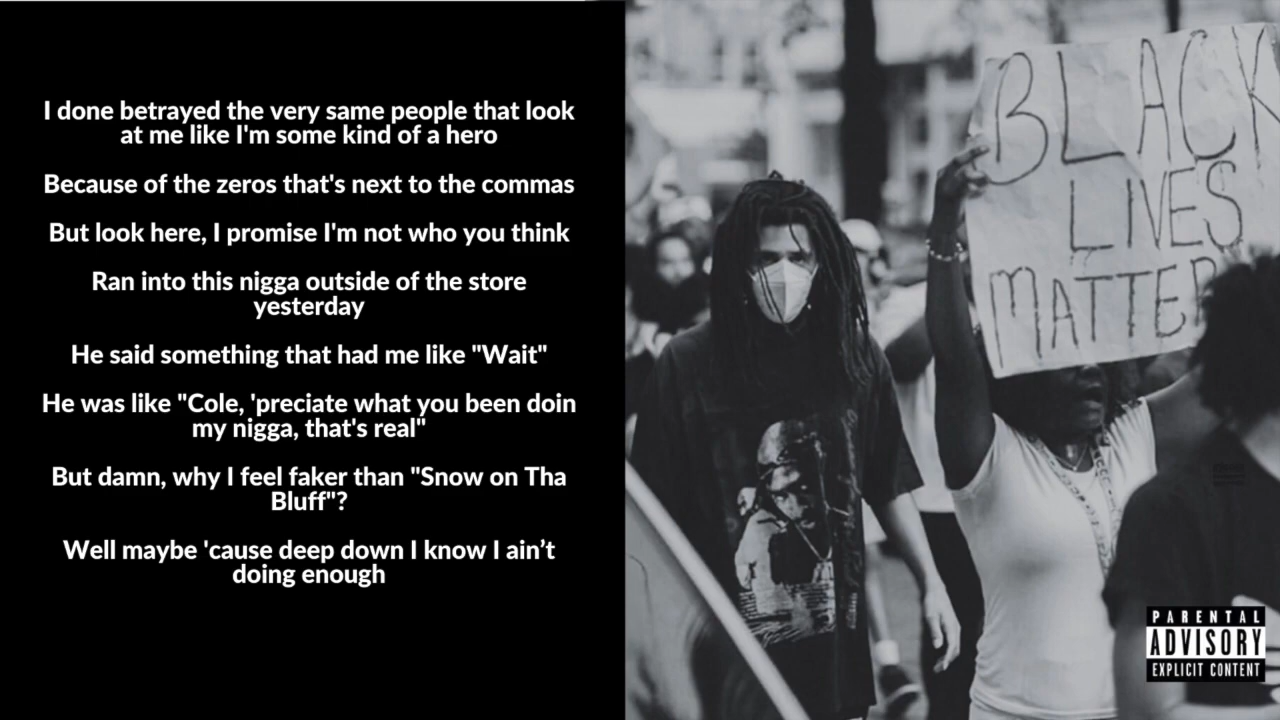 I done betrayed the very same people that look
at me like I'm some kind of a hero
Because of the zeros that's next to the commas
But look here, I promise I'm not who you think
Ran into this nigga outside of the store
yesterday
He said something that had me like "Wait"
He was like "Cole, 'preciate what you been doin
my nigga, that's real"
But damn, why I feel faker than "Snow on Tha
Bluff"?
Well maybe 'cause deep down I know I ain’t
doing enough
BLACK
LIVES
MATTER
PARENTAL
ADVISORY
EXPLICIT CONTENT